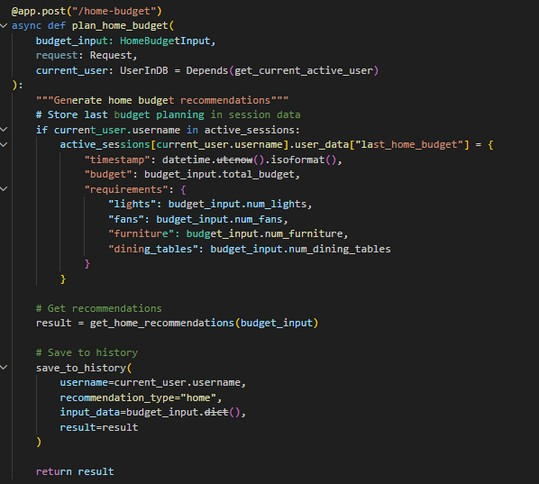 @app.post("/home-budget")
async def plan_home_budget(
    budget_input: HomeBudgetInput,
    request: Request,
    current_user: UserInDB = Depends(get_current_active_user)
):
    """Generate home budget recommendations"""
    # Store last budget planning in session data
    if current_user.username in active_sessions:
        active_sessions[current_user.username].user_data["last_home_budget"] = {
            "timestamp": datetime.utcnow().isoformat(),
            "budget": budget_input.total_budget,
            "requirements": {
                "lights": budget_input.num_lights,
                "fans": budget_input.num_fans,
                "furniture": budget_input.num_furniture,
                "dining_tables": budget_input.num_dining_tables
            }
        }
    # Get recommendations
    result = get_home_recommendations(budget_input)
    # Save to history
    save_to_history(
        username=current_user.username,
        recommendation_type="home",
        input_data=budget_input.dict(),
        result=result
    )
    return result